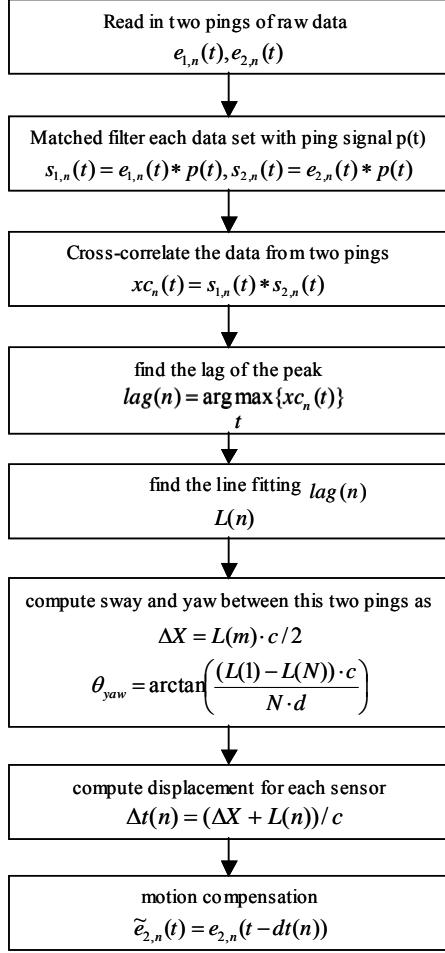 Read in two pings of raw data
e_{1,n}(t), e_{2,n}(t)
Matched filter each data set with ping signal p(t)
s_{1,n}(t) = e_{1,n}(t) * p(t), s_{2,n}(t) = e_{2,n}(t) * p(t)
Cross-correlate the data from two pings
xc_n(t) = s_{1,n}(t) * s_{2,n}(t)
find the lag of the peak
lag(n) = arg max{xc_n(t)}
t
find the line fitting lag(n)
L(n)
compute sway and yaw between this two pings as
ΔX = L(m) · c / 2
θ_{yaw} = arctan( (L(1) − L(N)) · c / N · d )
compute displacement for each sensor
Δt(n) = (ΔX + L(n)) / c
motion compensation
ẽ_{2,n}(t) = e_{2,n}(t − dt(n))